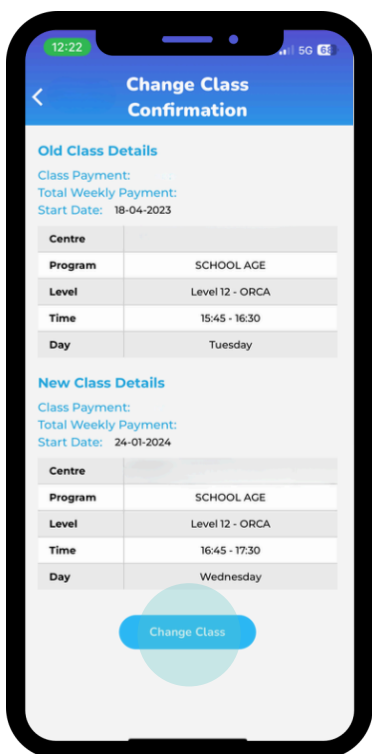 12:22
5G
Change Class
Confirmation
Old Class Details
Class Payment:
Total Weekly Payment:
Start Date: 18-04-2023
Centre
Program SCHOOL AGE
Level Level 12 - ORCA
Time 15:45 - 16:30
Day Tuesday
New Class Details
Class Payment:
Total Weekly Payment:
Start Date: 24-01-2024
Centre
Program SCHOOL AGE
Level Level 12 - ORCA
Time 16:45 - 17:30
Day Wednesday
Change Class